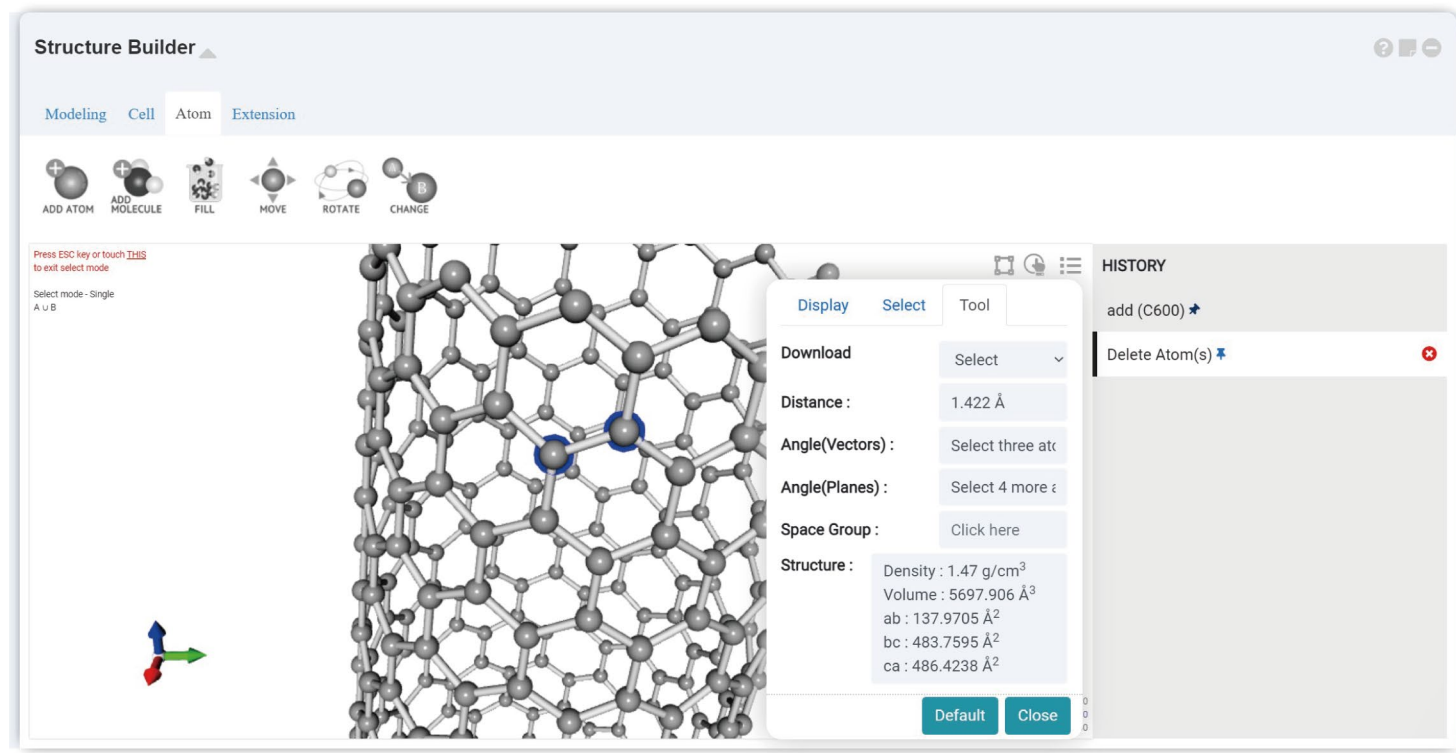 Structure Builder
Modeling Cell Atom Extension
ADD ATOM
ADD MOLECULE
FILL
MOVE
ROTATE
B
CHANGE
Press ESC key or touch THIS
to exit select mode
Select mode - Single
A ∪ B
Display Select Tool
Download Select
Distance : 1.422 Å
Angle(Vectors) : Select three atc
Angle(Planes) : Select 4 more a
Space Group : Click here
Structure : Density : 1.47 g/cm³
Volume : 5697.906 Å³
ab : 137.9705 Å²
bc : 483.7595 Å²
ca : 486.4238 Å²
Default Close
0
0
0
HISTORY
add (C600)
Delete Atom(s)